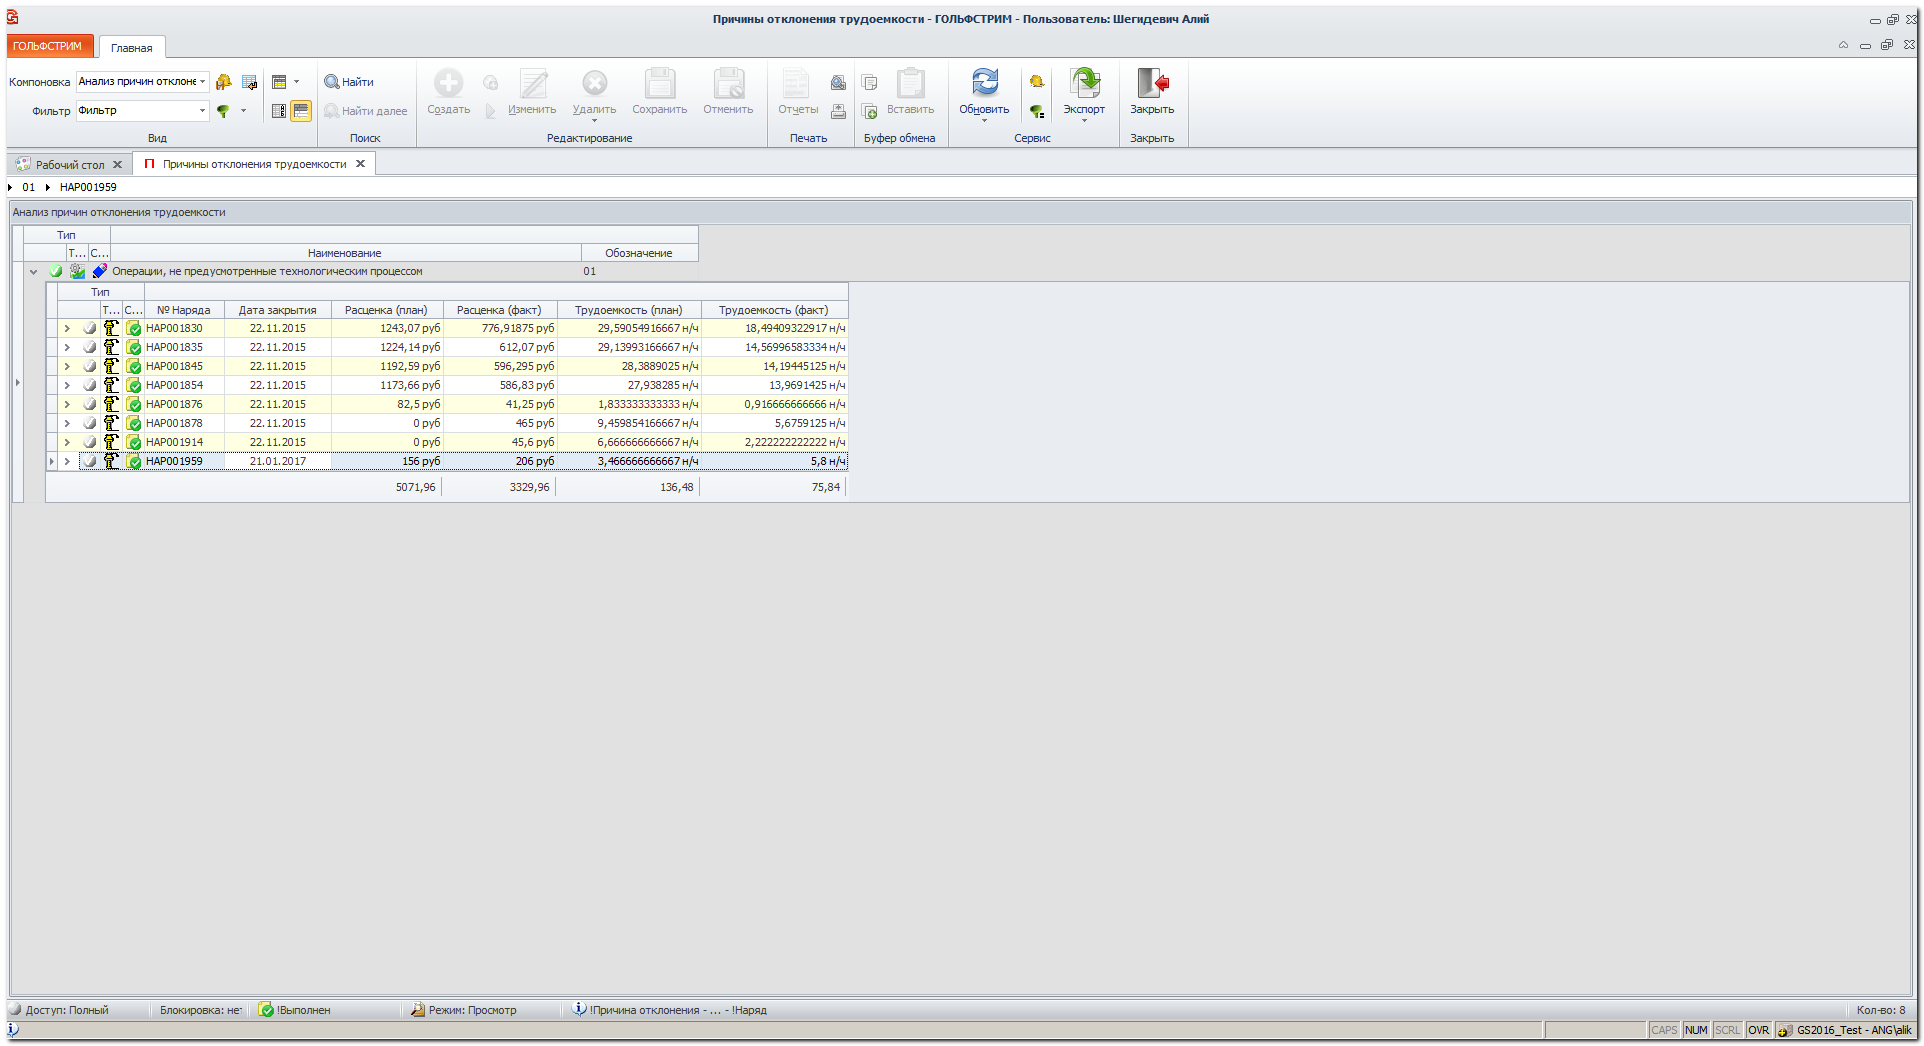 Причины отклонения трудоемкости - ГОЛЬФСТРИМ - Пользователь: Шегидевич Алий
ГОЛЬФСТРИМ Главная
Компоновка Анализ причин отклоне
Фильтр Фильтр
Вид
Найти
Найти далее
Поиск
Создать Изменить Удалить Сохранить Отменить
Редактирование
Отчеты
Печать
Вставить
Буфер обмена
Обновить Экспорт
Сервис
Закрыть
Закрыть
Рабочий стол П Причины отклонения трудоемкости
01 НАР001959
Анализ причин отклонения трудоемкости
Тип
Т... С... Наименование Обозначение
Операции, не предусмотренные технологическим процессом 01
Тип
Т... С... № Наряда Дата закрытия Расценка (план) Расценка (факт) Трудоемкость (план) Трудоемкость (факт)
НАР001830 22.11.2015 1243,07 руб 776,91875 руб 29,59054916667 н/ч 18,49409322917 н/ч
НАР001835 22.11.2015 1224,14 руб 612,07 руб 29,13993166667 н/ч 14,56996583334 н/ч
НАР001845 22.11.2015 1192,59 руб 596,295 руб 28,3889025 н/ч 14,19445125 н/ч
НАР001854 22.11.2015 1173,66 руб 586,83 руб 27,938285 н/ч 13,9691425 н/ч
НАР001876 22.11.2015 82,5 руб 41,25 руб 1,833333333333 н/ч 0,916666666666 н/ч
НАР001878 22.11.2015 0 руб 465 руб 9,459854166667 н/ч 5,6759125 н/ч
НАР001914 22.11.2015 0 руб 45,6 руб 6,666666666667 н/ч 2,222222222222 н/ч
НАР001959 21.01.2017 156 руб 206 руб 3,466666666667 н/ч 5,8 н/ч
5071,96 3329,96 136,48 75,84
Доступ: Полный Блокировка: нет !Выполнен Режим: Просмотр !Причина отклонения - ... - !Наряд Кол-во: 8
CAPS NUM SCRL OVR GS2016_Test - ANG\alik